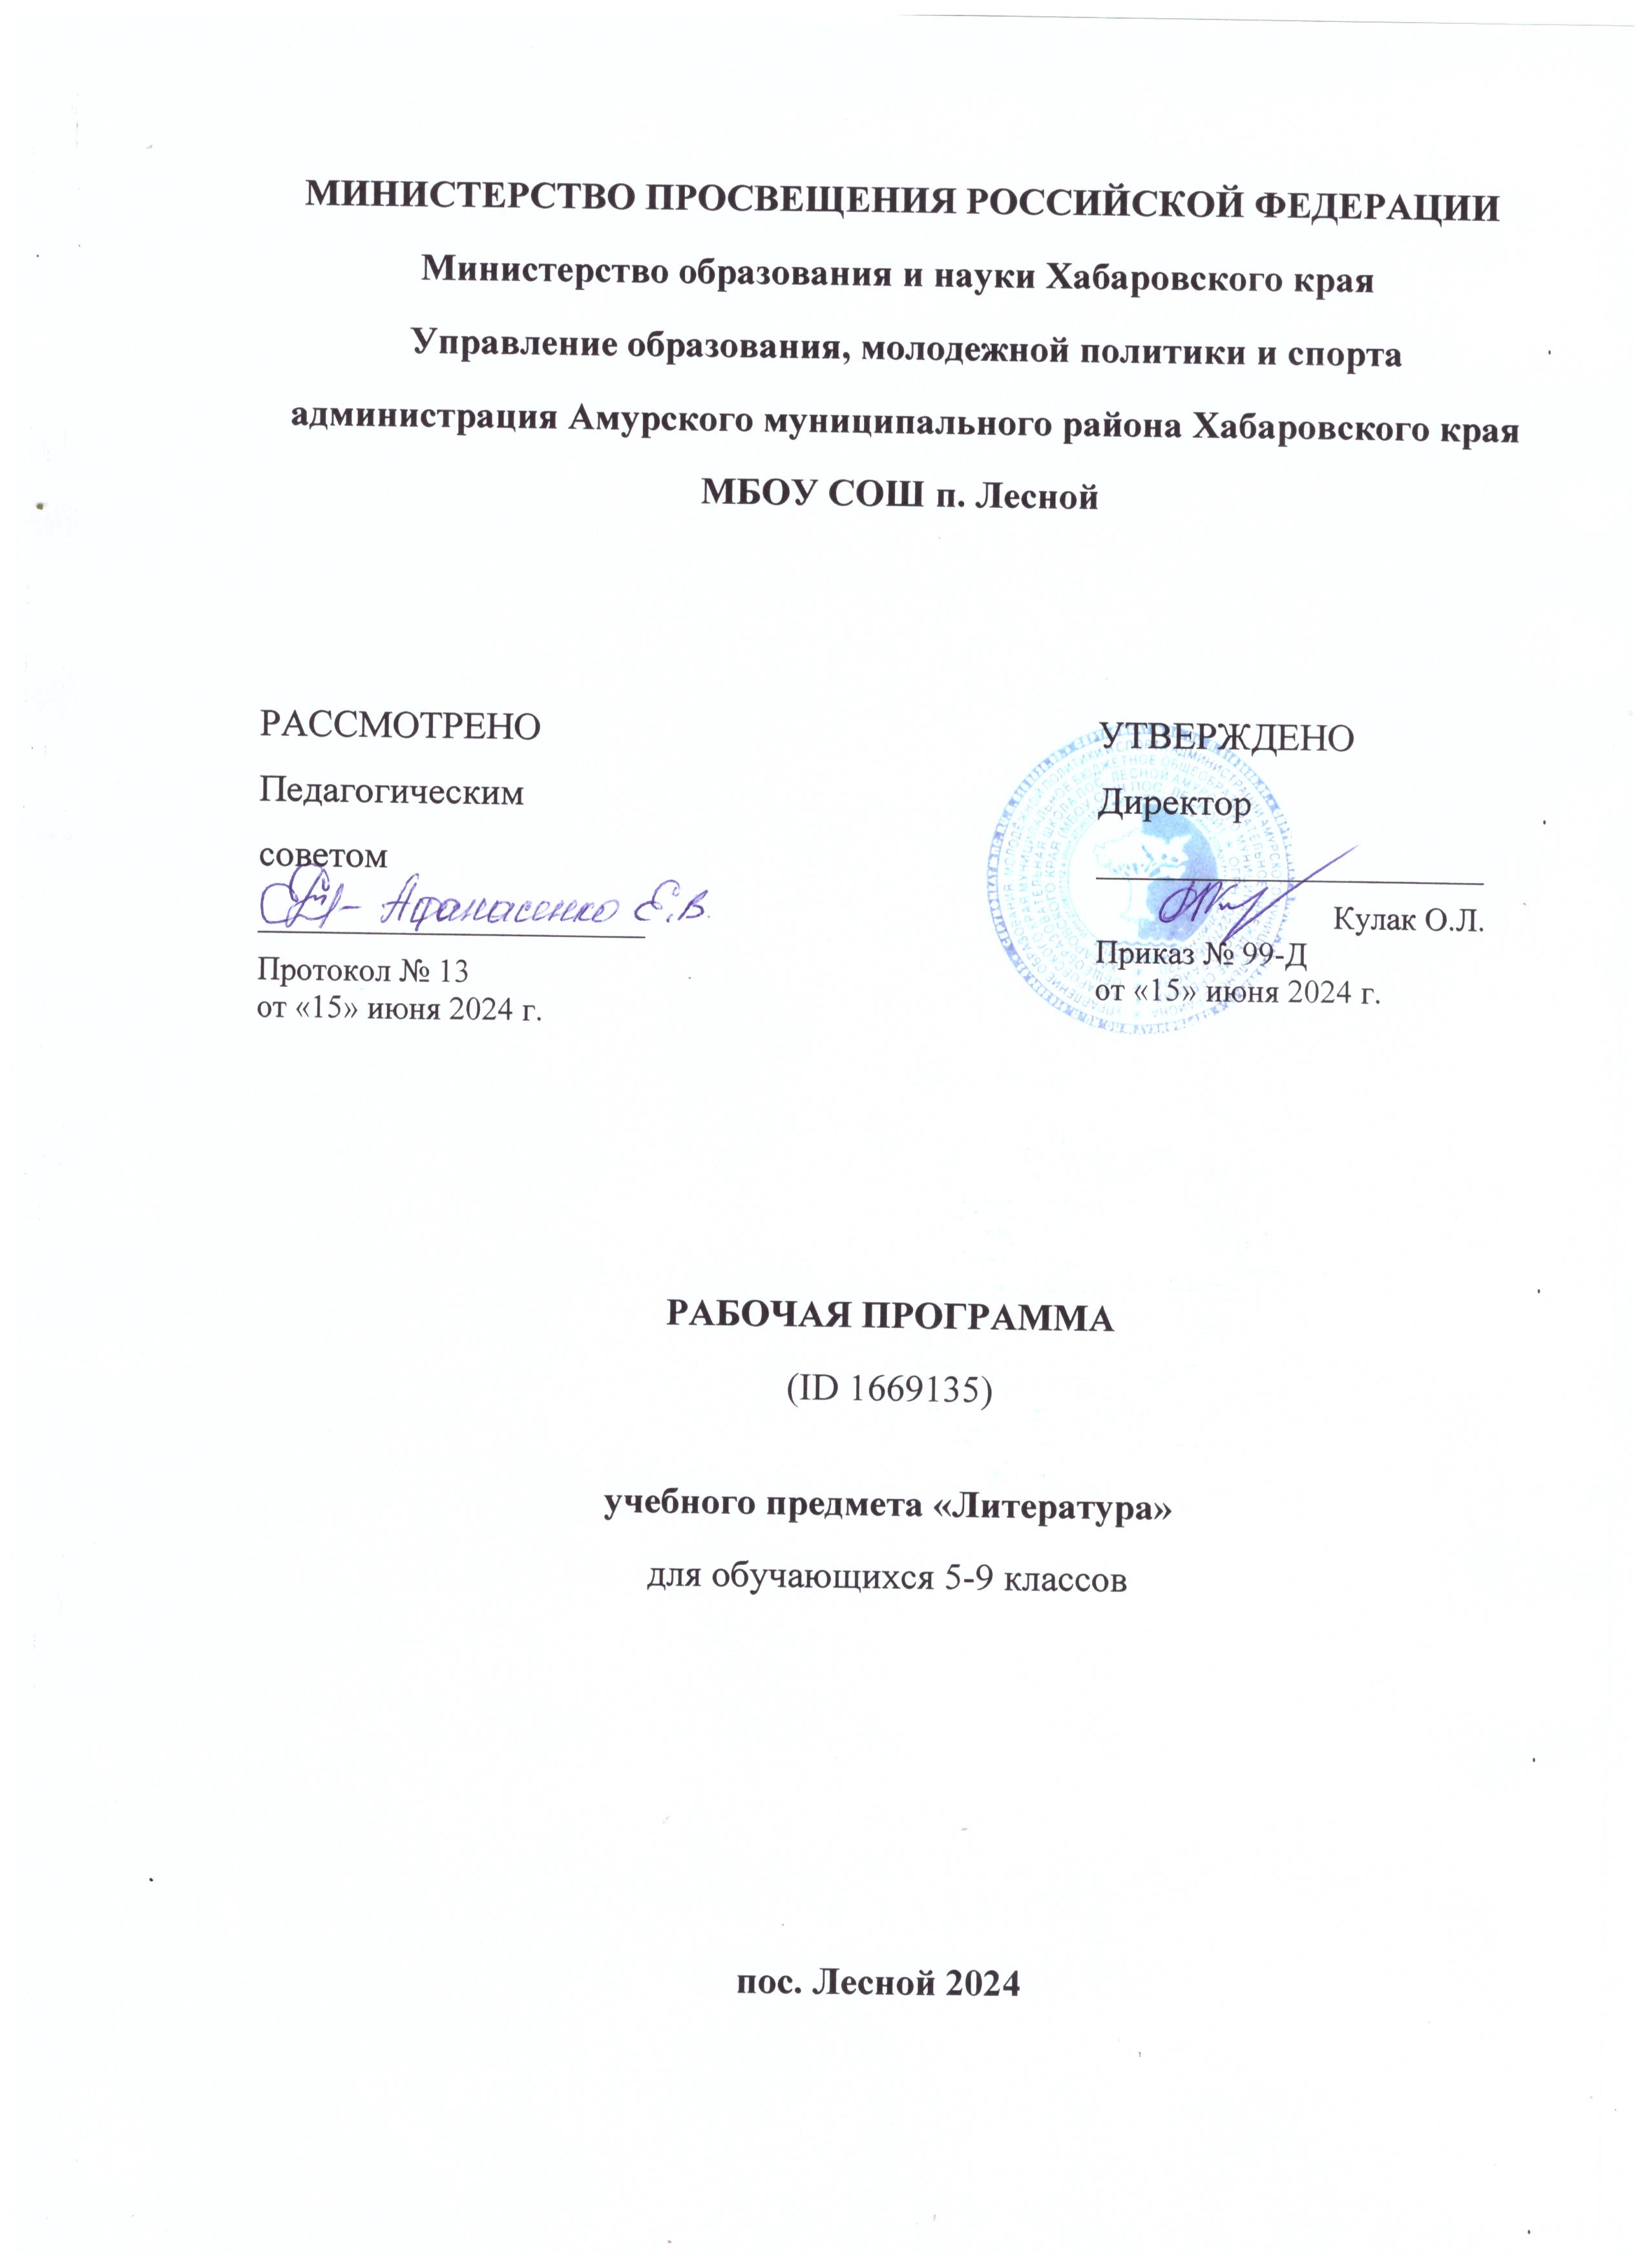 МИНИСТЕРСТВО ПРОСВЕЩЕНИЯ РОССИЙСКОЙ ФЕДЕРАЦИИ
Министерство образования и науки Хабаровского края
Управление образования, молодежной политики и спорта
администрация Амурского муниципального района Хабаровского края
МБОУ СОШ п. Лесной
РАССМОТРЕНО
Педагогическим
советом
Афанасенко Е.В.
Протокол № 13
от «15» июня 2024 г.
УТВЕРЖДЕНО
Директор
Кулак О.Л.
Приказ № 99-Д
от «15» июня 2024 г.
РАБОЧАЯ ПРОГРАММА
(ID 1669135)
учебного предмета «Литература»
для обучающихся 5-9 классов
пос. Лесной 2024